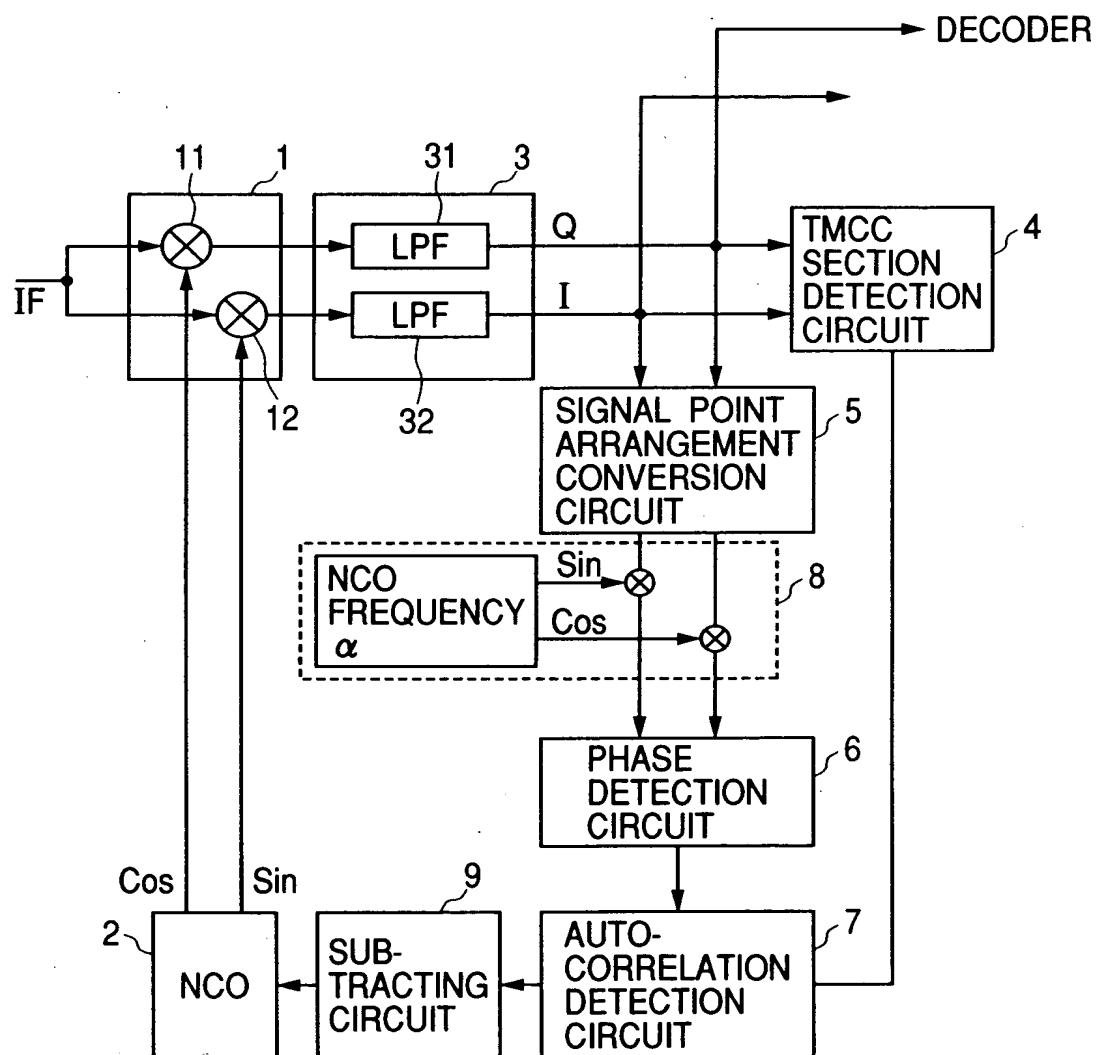 DECODER
11
1
31
3
LPF
Q
TMCC
SECTION
DETECTION
CIRCUIT
4
IF
LPF
I
12
32
SIGNAL POINT
ARRANGEMENT
CONVERSION
CIRCUIT
5
NCO
FREQUENCY
α
Sin
Cos
8
PHASE
DETECTION
CIRCUIT
6
Cos
Sin
9
2
NCO
SUB-
TRACTING
CIRCUIT
AUTO-
CORRELATION
DETECTION
CIRCUIT
7